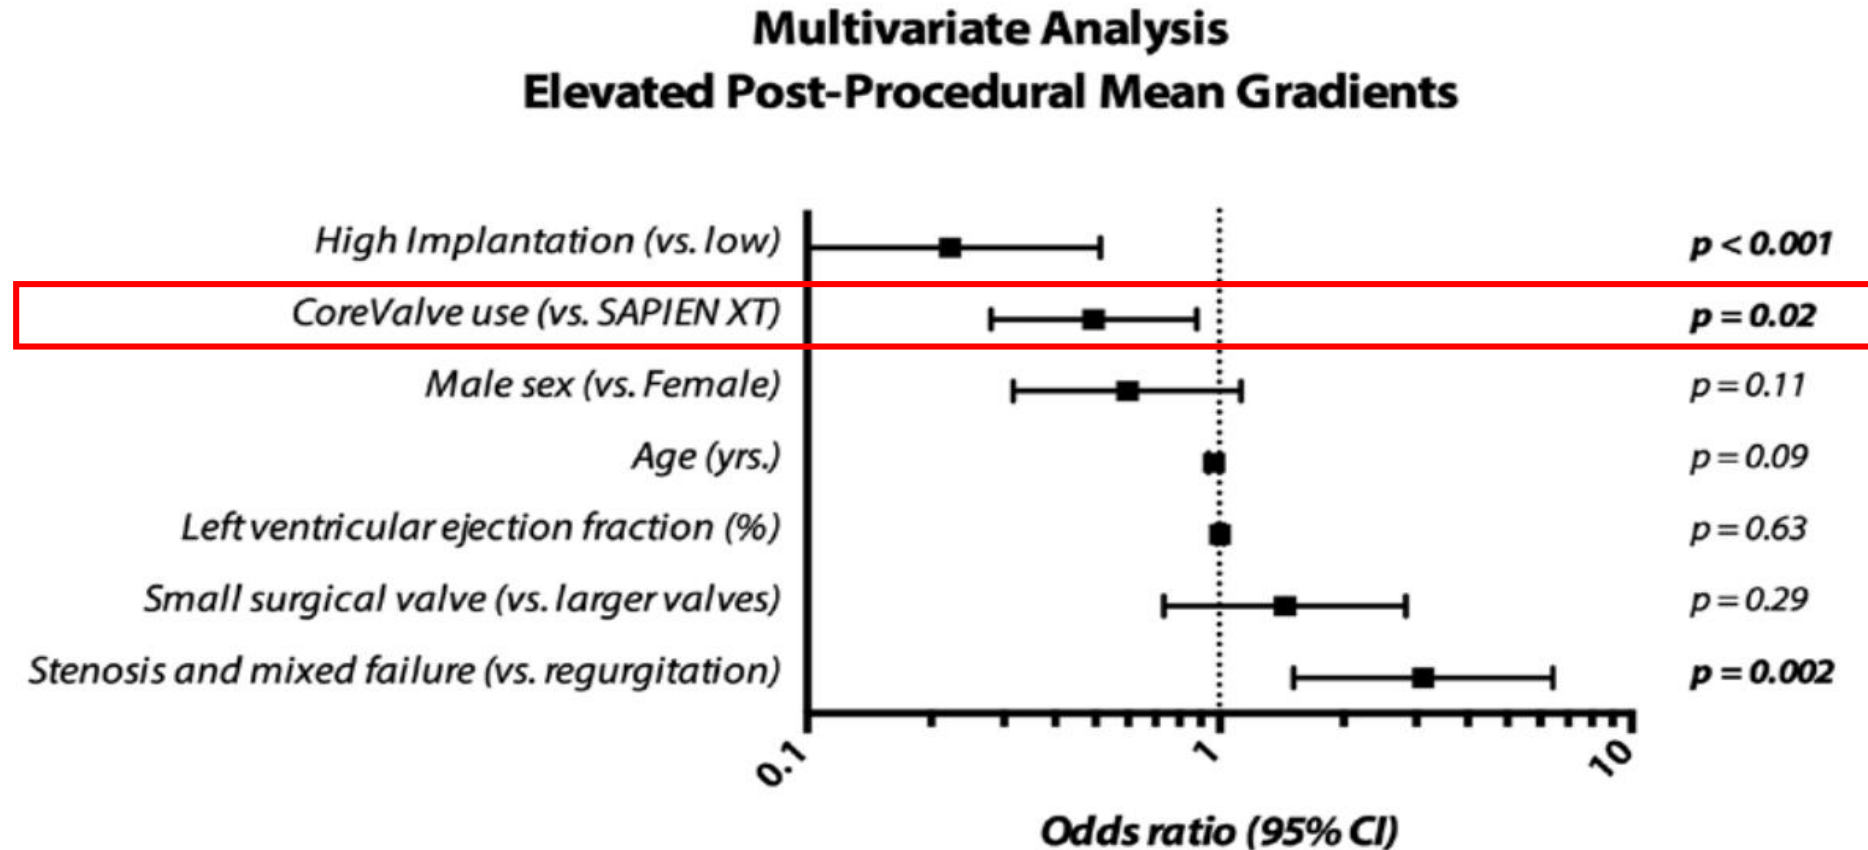 Multivariate Analysis
Elevated Post-Procedural Mean Gradients
High Implantation (vs. low) p < 0.001
CoreValve use (vs. SAPIEN XT) p = 0.02
Male sex (vs. Female) p = 0.11
Age (yrs.) p = 0.09
Left ventricular ejection fraction (%) p = 0.63
Small surgical valve (vs. larger valves) p = 0.29
Stenosis and mixed failure (vs. regurgitation) p = 0.002
0.1 1 10
Odds ratio (95% CI)